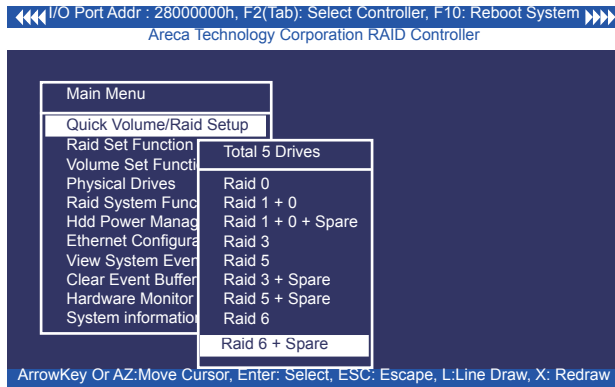 I/O Port Addr : 28000000h, F2(Tab): Select Controller, F10: Reboot System
Areca Technology Corporation RAID Controller
Main Menu
Quick Volume/Raid Setup
Raid Set Function
Volume Set Functi
Physical Drives
Raid System Func
Hdd Power Manag
Ethernet Configura
View System Even
Clear Event Buffer
Hardware Monitor
System information
Total 5 Drives
Raid 0
Raid 1 + 0
Raid 1 + 0 + Spare
Raid 3
Raid 5
Raid 3 + Spare
Raid 5 + Spare
Raid 6
Raid 6 + Spare
ArrowKey Or AZ:Move Cursor, Enter: Select, ESC: Escape, L:Line Draw, X: Redraw